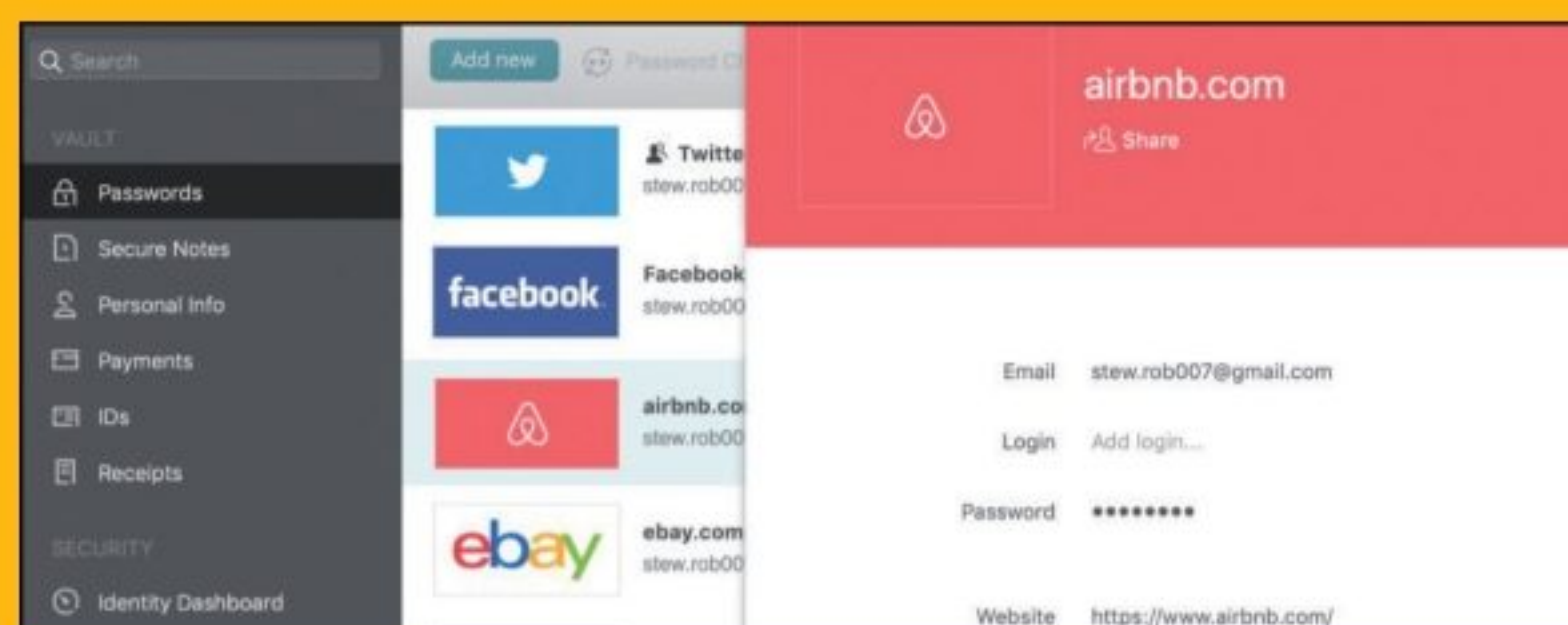 Search
VAULT
Passwords
Secure Notes
Personal Info
Payments
IDs
Receipts
SECURITY
Identity Dashboard
Add new
Password
Twitte
stew.rob00
facebook
Facebook
stew.rob00
airbnb.co
stew.rob00
ebay
ebay.com
stew.rob00
airbnb.com
Share
Email stew.rob007@gmail.com
Login Add login...
Password ••••••••
Website https://www.airbnb.com/